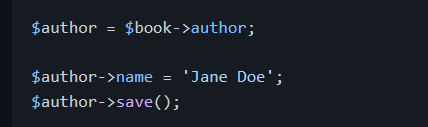 $author = $book->author;
$author->name = 'Jane Doe';
$author->save();